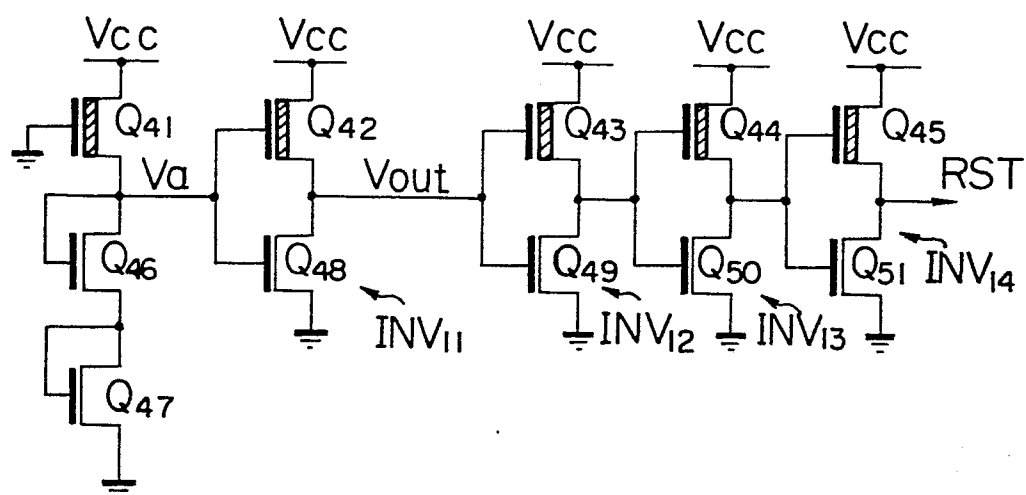 Vcc Vcc Vcc Vcc Vcc
Q41 Q42 Q43 Q44 Q45
Va Vout RST
Q46 Q48 Q49 Q50 Q51
INV14
INV11 INV12 INV13
Q47